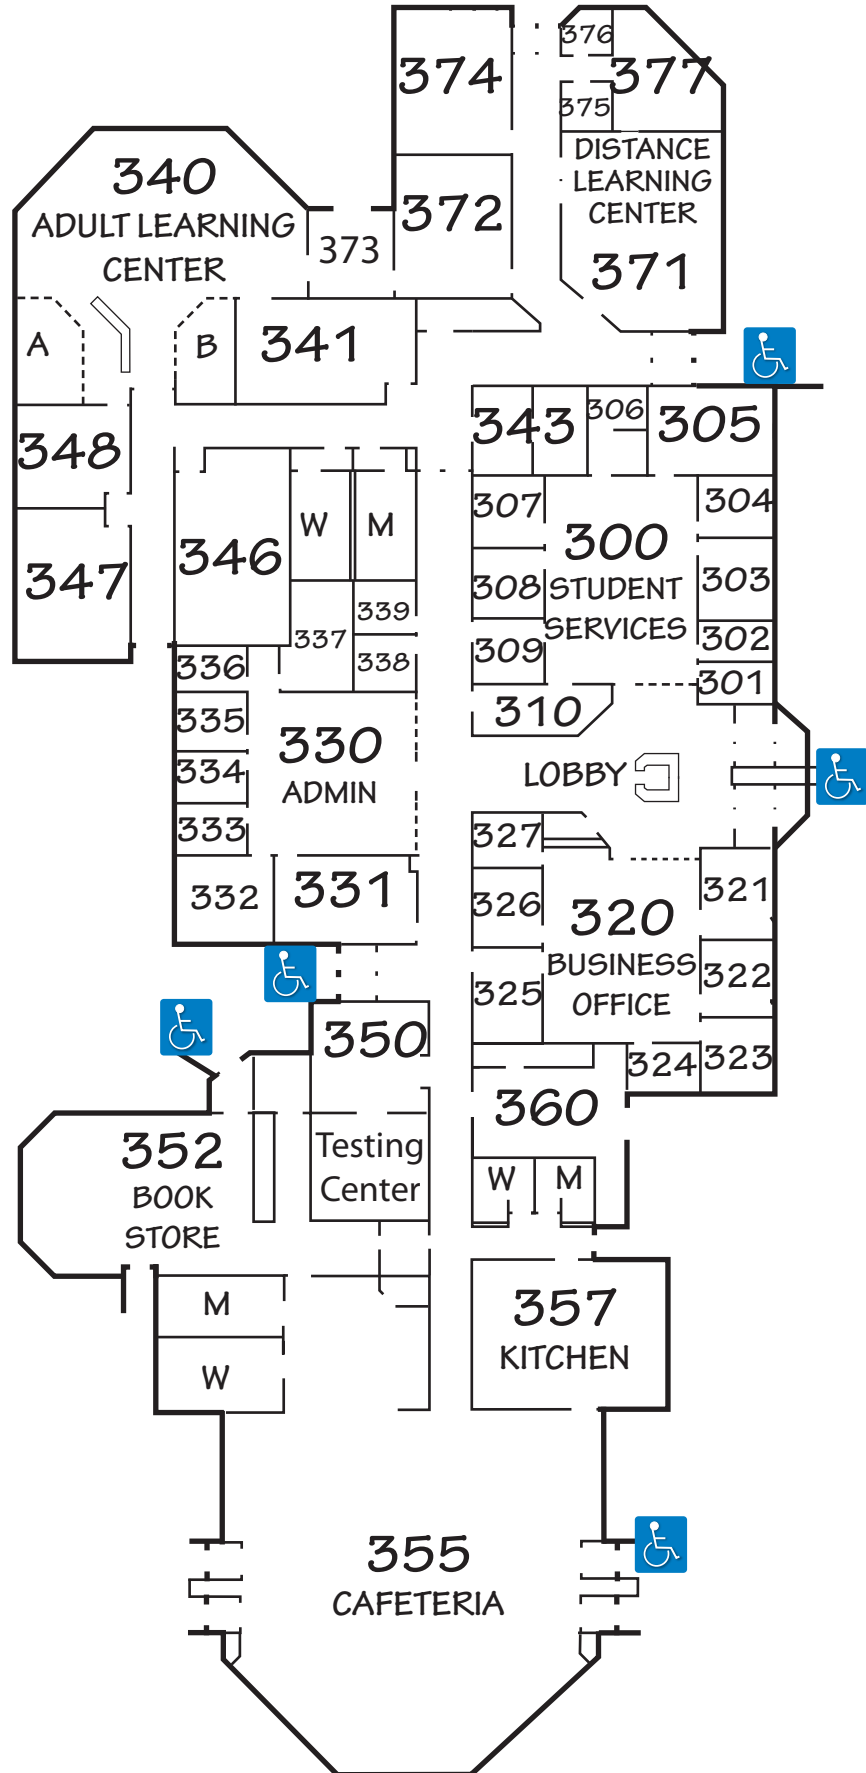 376
374
377
375
DISTANCE
LEARNING
CENTER
340
ADULT LEARNING
CENTER
372
373
371
A
B
341
343
306
305
348
307
304
W
M
346
300
STUDENT
SERVICES
347
308
303
339
337
338
309
302
336
301
335
310
330
ADMIN
334
LOBBY
333
327
332
331
326
321
320
BUSINESS
OFFICE
322
325
350
324
323
360
352
BOOK
STORE
Testing
Center
W
M
M
W
357
KITCHEN
355
CAFETERIA